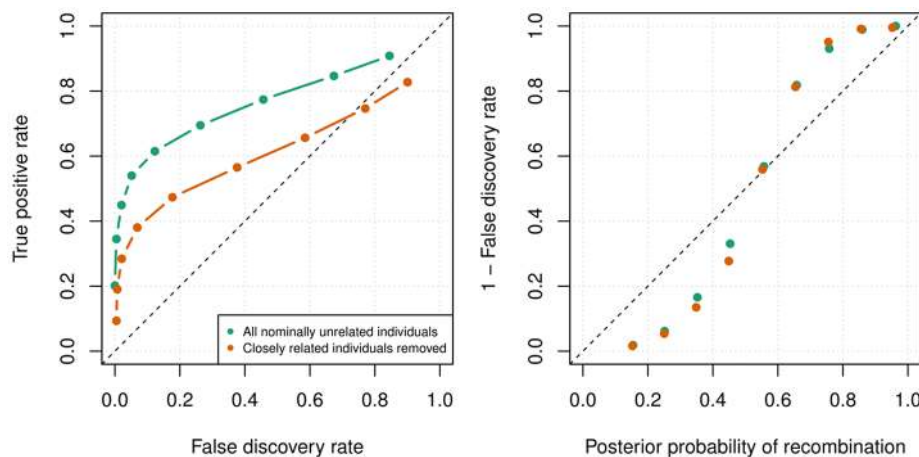 True positive rate
0.0 0.2 0.4 0.6 0.8 1.0
All nominally unrelated individuals
Closely related individuals removed
0.0 0.2 0.4 0.6 0.8 1.0
False discovery rate
1 − False discovery rate
0.0 0.2 0.4 0.6 0.8 1.0
0.0 0.2 0.4 0.6 0.8 1.0
Posterior probability of recombination